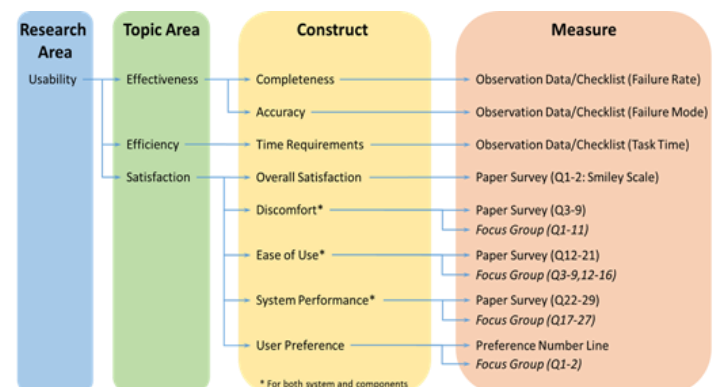 Research Area
Topic Area
Construct
Measure
Usability
Effectiveness
Completeness
Observation Data/Checklist (Failure Rate)
Accuracy
Observation Data/Checklist (Failure Mode)
Efficiency
Time Requirements
Observation Data/Checklist (Task Time)
Satisfaction
Overall Satisfaction
Paper Survey (Q1-2: Smiley Scale)
Discomfort*
Paper Survey (Q3-9)
Focus Group (Q1-11)
Ease of Use*
Paper Survey (Q12-21)
Focus Group (Q3-9,12-16)
System Performance*
Paper Survey (Q22-29)
Focus Group (Q17-27)
User Preference
Preference Number Line
Focus Group (Q1-2)
* For both system and components